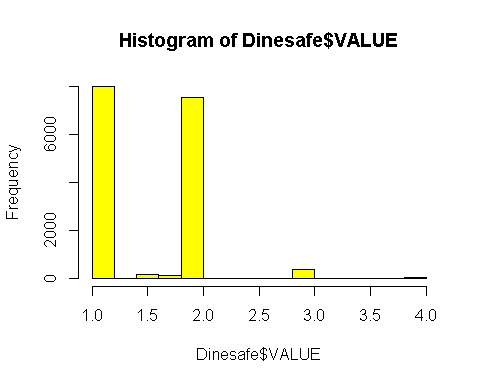 Histogram of Dinesafe$VALUE
Frequency
6000
2000
0
1.0 1.5 2.0 2.5 3.0 3.5 4.0
Dinesafe$VALUE